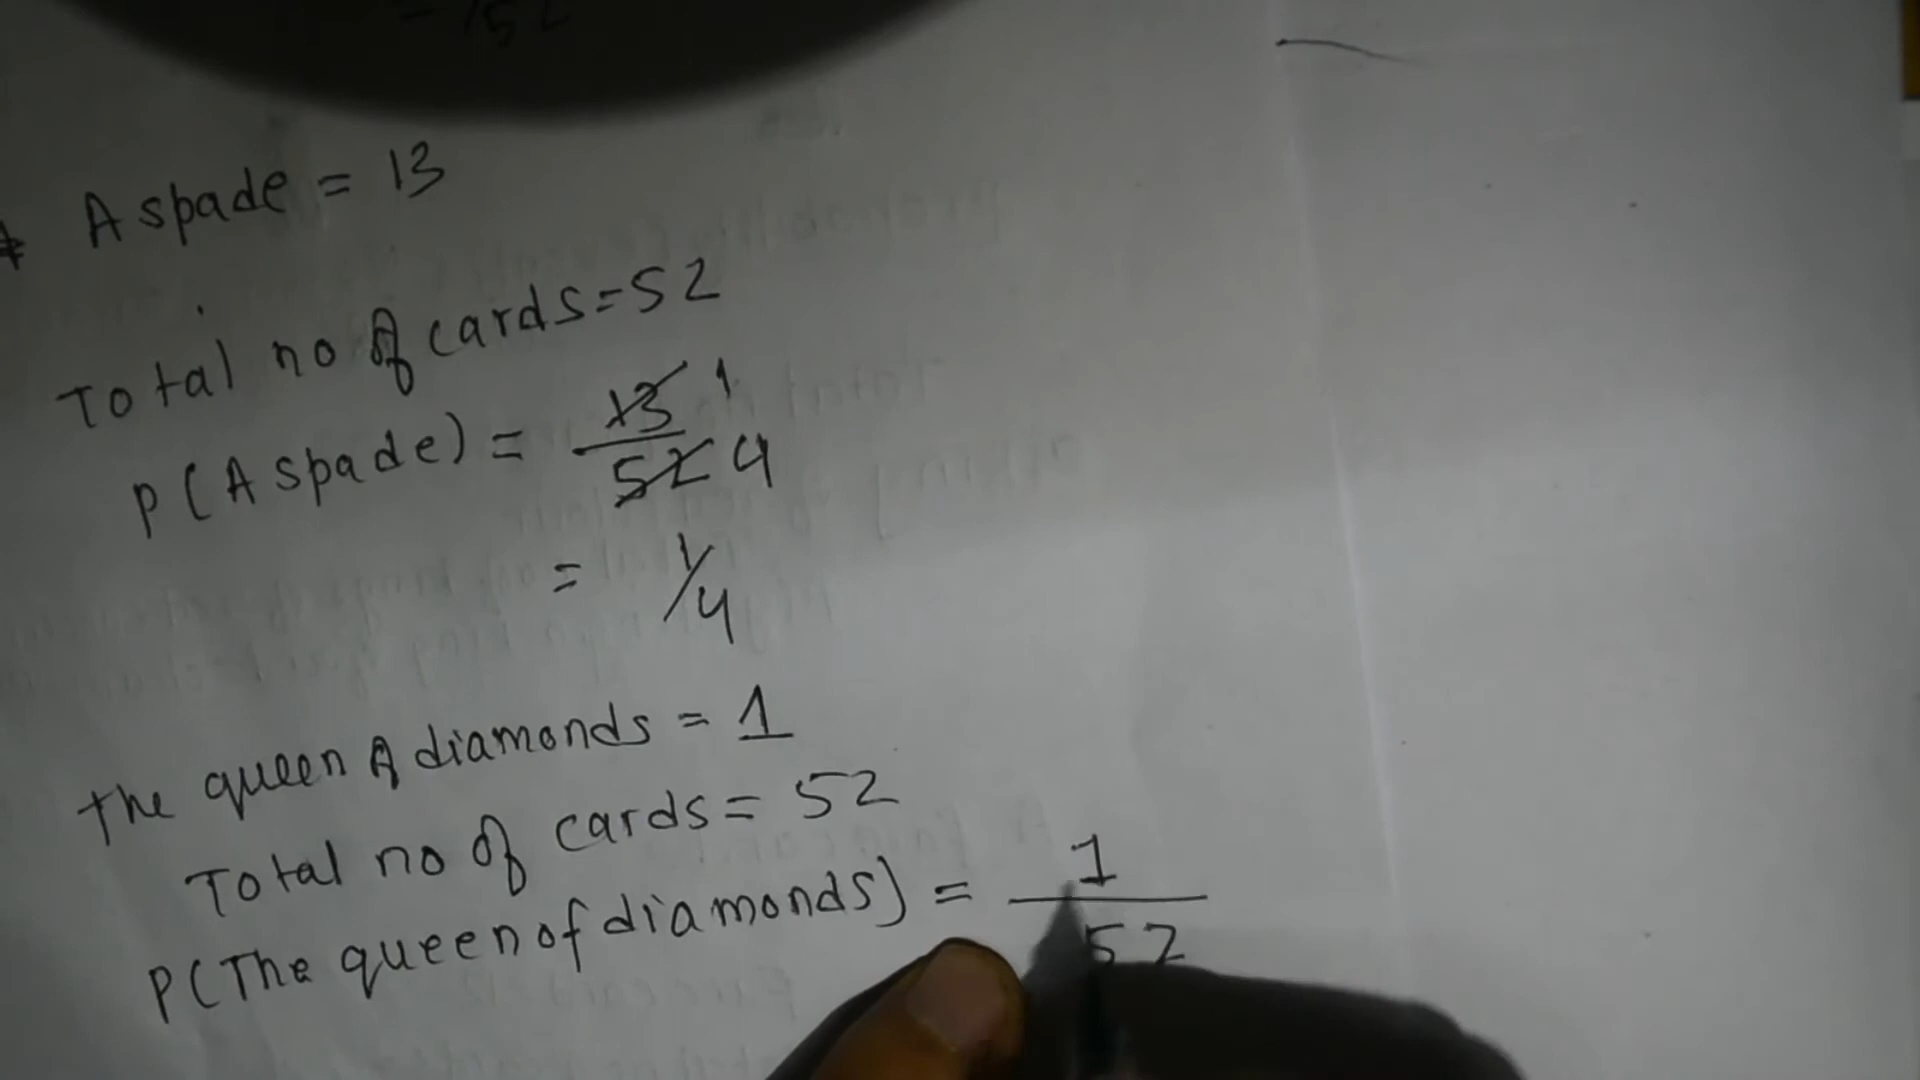 A spade = 13
Total no of cards = 52
P(A spade) = 13/52 1/4
= 1/4
The queen of diamonds = 1
Total no of cards = 52
P(The queen of diamonds) = 1/52